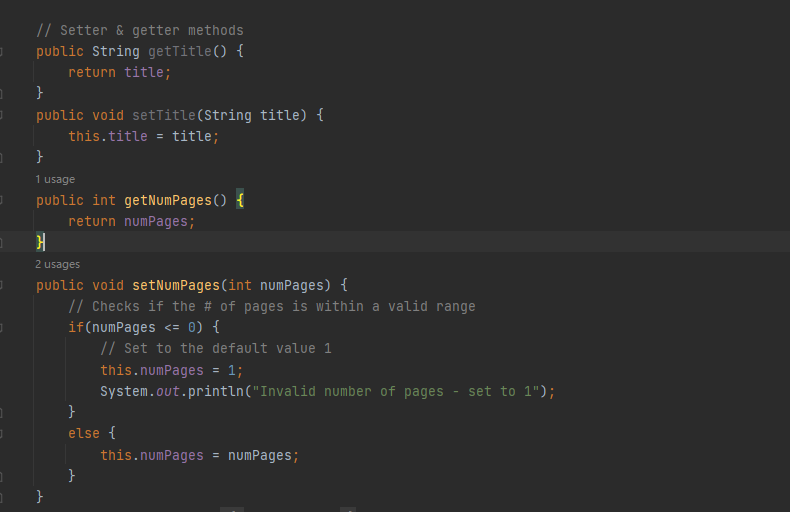 // Setter & getter methods
public String getTitle() {
return title;
}
public void setTitle(String title) {
this.title = title;
}
1 usage
public int getNumPages() {
return numPages;
}
2 usages
public void setNumPages(int numPages) {
// Checks if the # of pages is within a valid range
if(numPages <= 0) {
// Set to the default value 1
this.numPages = 1;
System.out.println("Invalid number of pages - set to 1");
}
else {
this.numPages = numPages;
}
}